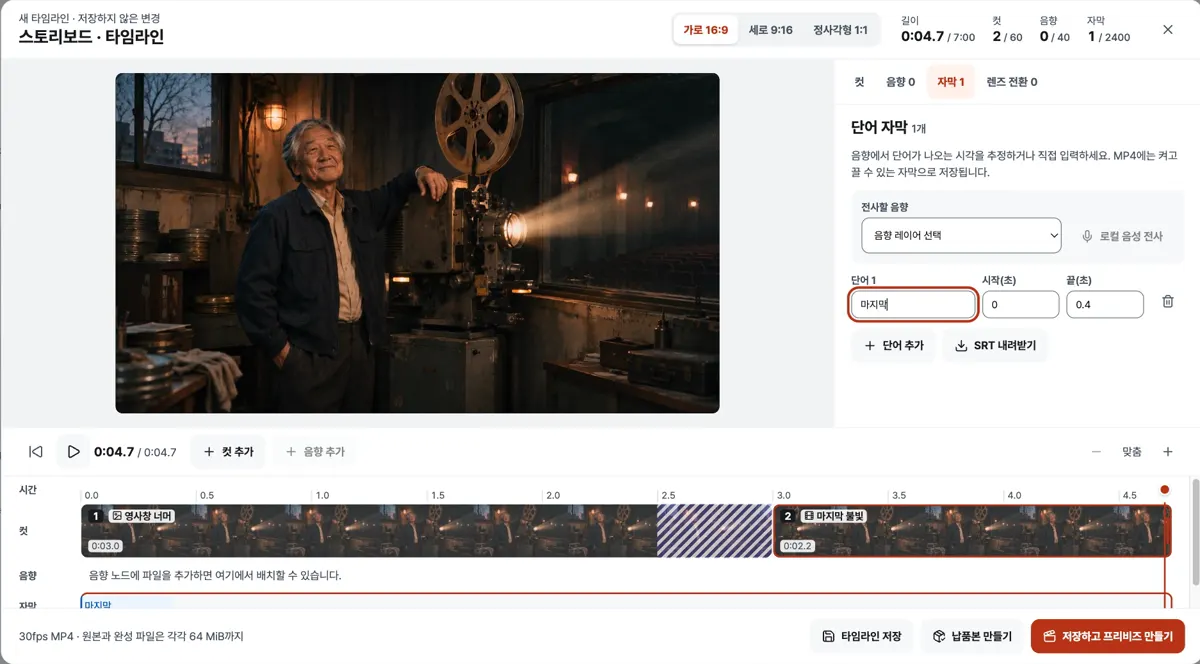 새 타임라인 · 저장하지 않은 변경
스토리보드 · 타임라인
가로 16:9 세로 9:16 정사각형 1:1
길이 컷 음향 자막
0:04.7 / 7:00 2 / 60 0 / 40 1 / 2400
컷 음향 0 자막 1 렌즈 전환 0
단어 자막 1개
음향에서 단어가 나오는 시각을 추정하거나 직접 입력하세요. MP4에는 켜고
끌 수 있는 자막으로 저장됩니다.
전사할 음향
음향 레이어 선택 로컬 음성 전사
단어 1 시작(초) 끝(초)
마지막 0 0.4
단어 추가 SRT 내려받기
0:04.7 / 0:04.7 컷 추가 음향 추가 맞춤
시간 0.0 0.5 1.0 1.5 2.0 2.5 3.0 3.5 4.0 4.5
컷 1 영사창 너머 2 마지막 불빛
0:03.0 0:02.2
음향 음향 노드에 파일을 추가하면 여기에서 배치할 수 있습니다.
자막 마지막
30fps MP4 · 원본과 완성 파일은 각각 64 MiB까지 타임라인 저장 납품본 만들기 저장하고 프리비즈 만들기